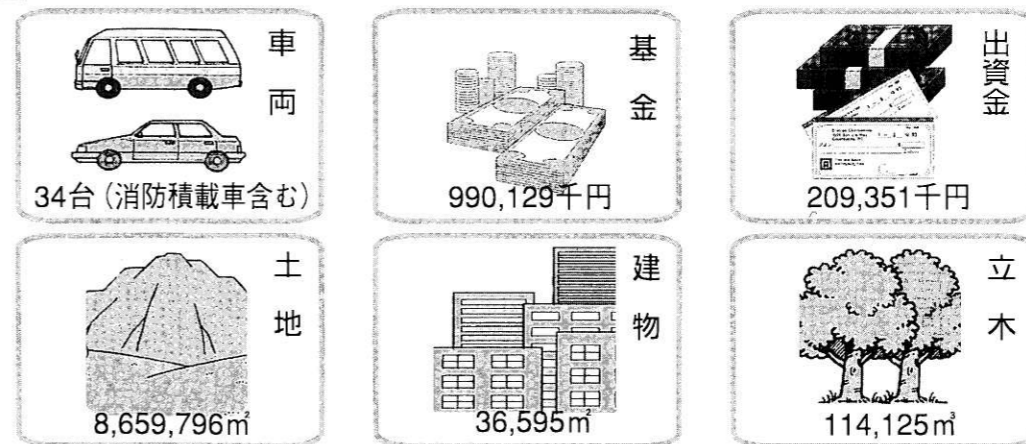 車両
34台（消防積載車含む）
基金
990,129千円
出資金
209,351千円
土地
8,659,796㎡
建物
36,595㎡
立木
114,125㎥